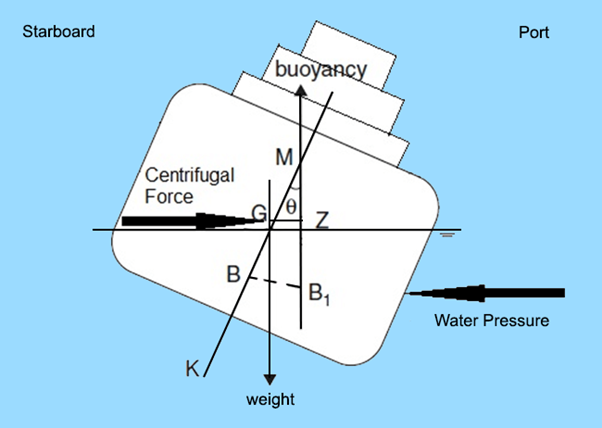 Starboard
Port
buoyancy
M
Centrifugal
Force
G
θ
Z
B
B₁
Water Pressure
K
weight